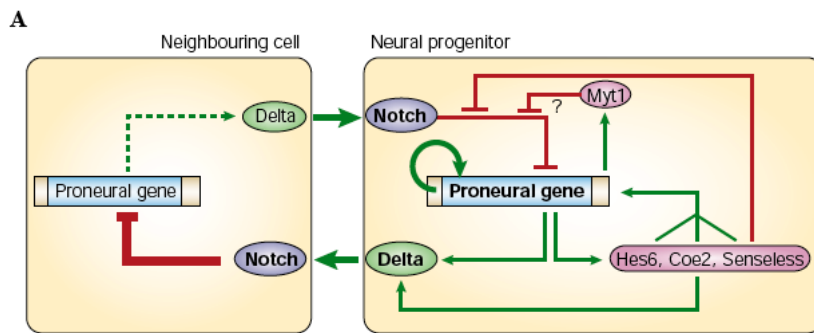 A
Neighbouring cell
Neural progenitor
Delta
Notch
Myt1
?
Proneural gene
Proneural gene
Notch
Delta
Hes6, Coe2, Senseless